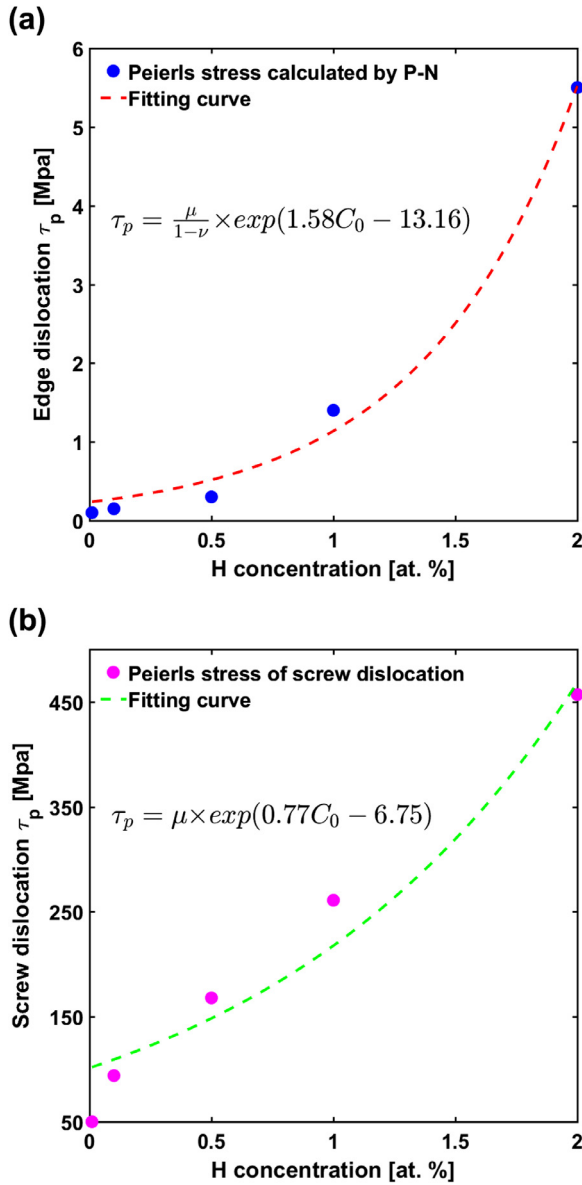 (a)
6
5
4
3
2
1
0
Edge dislocation τp [Mpa]
Peierls stress calculated by P-N
Fitting curve
τp = μ/(1−ν) ×exp(1.58C0 − 13.16)
0 0.5 1 1.5 2
H concentration [at. %]
(b)
450
350
250
150
50
Screw dislocation τp [Mpa]
Peierls stress of screw dislocation
Fitting curve
τp = μ×exp(0.77C0 − 6.75)
0 0.5 1 1.5 2
H concentration [at. %]